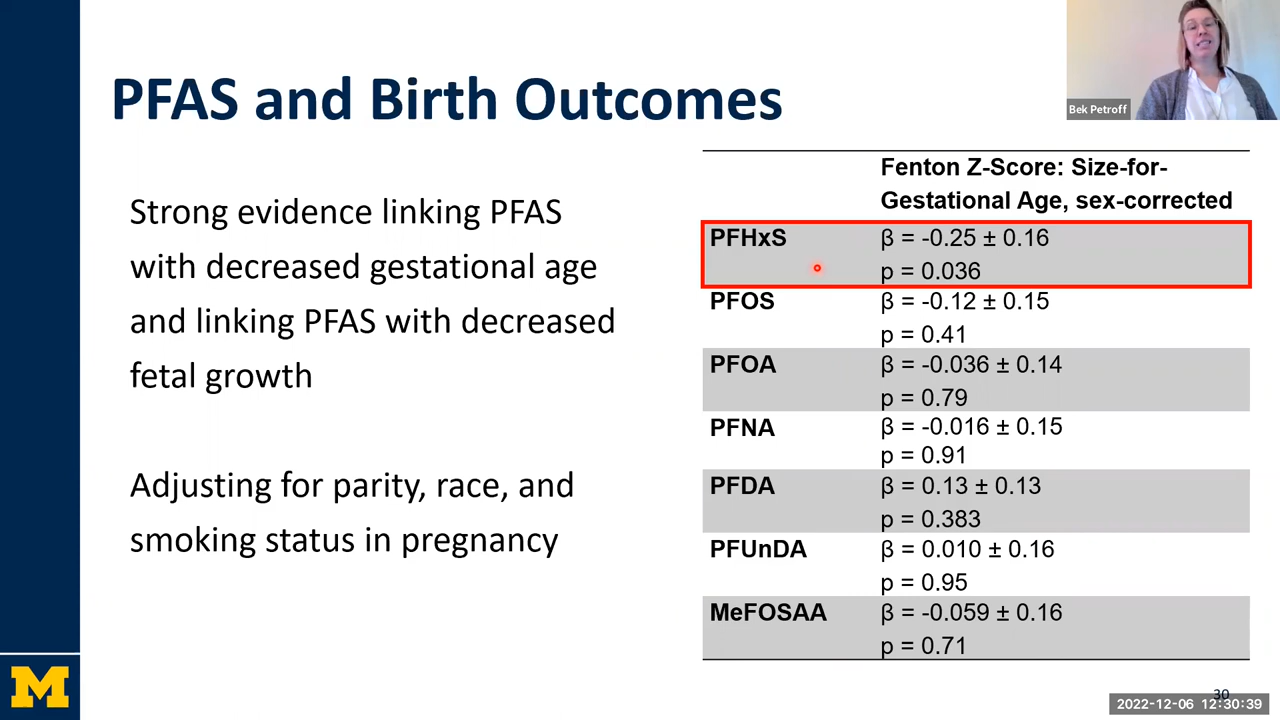 PFAS and Birth Outcomes
Bek Petroff
Strong evidence linking PFAS
with decreased gestational age
and linking PFAS with decreased
fetal growth
Adjusting for parity, race, and
smoking status in pregnancy
Fenton Z-Score: Size-for-
Gestational Age, sex-corrected
PFHxS β = -0.25 ± 0.16
p = 0.036
PFOS β = -0.12 ± 0.15
p = 0.41
PFOA β = -0.036 ± 0.14
p = 0.79
PFNA β = -0.016 ± 0.15
p = 0.91
PFDA β = 0.13 ± 0.13
p = 0.383
PFUnDA β = 0.010 ± 0.16
p = 0.95
MeFOSAA β = -0.059 ± 0.16
p = 0.71
M
30
2022-12-06 12:30:39